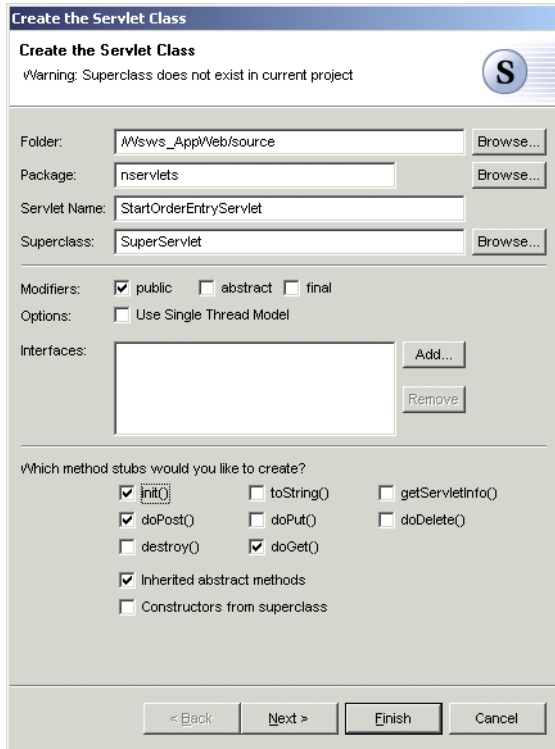 Create the Servlet Class
Create the Servlet Class
Warning: Superclass does not exist in current project
S
Folder: /Wsws_AppWeb/source Browse...
Package: nservlets Browse...
Servlet Name: StartOrderEntryServlet
Superclass: SuperServlet Browse...
Modifiers: public abstract final
Options: Use Single Thread Model
Interfaces: Add...
Remove
Which method stubs would you like to create?
init() toString() getServletInfo()
doPost() doPut() doDelete()
destroy() doGet()
Inherited abstract methods
Constructors from superclass
< Back Next > Finish Cancel